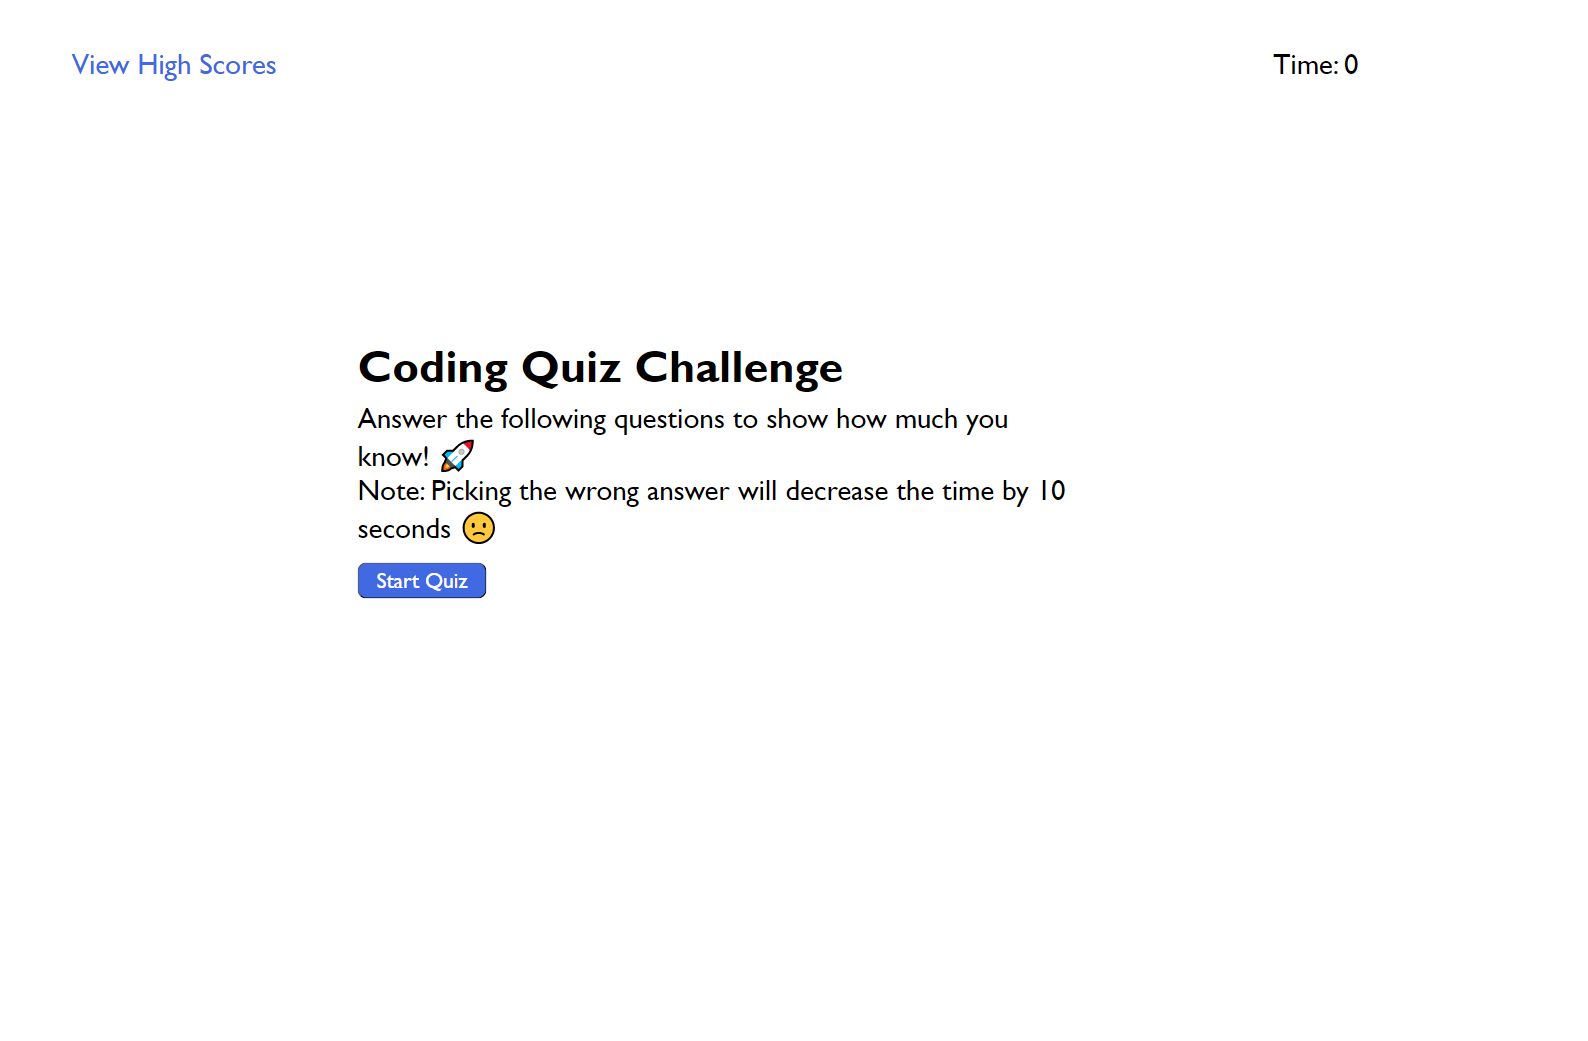 View High Scores
Time: 0
Coding Quiz Challenge
Answer the following questions to show how much you
know! 🚀
Note: Picking the wrong answer will decrease the time by 10
seconds 🙁
Start Quiz